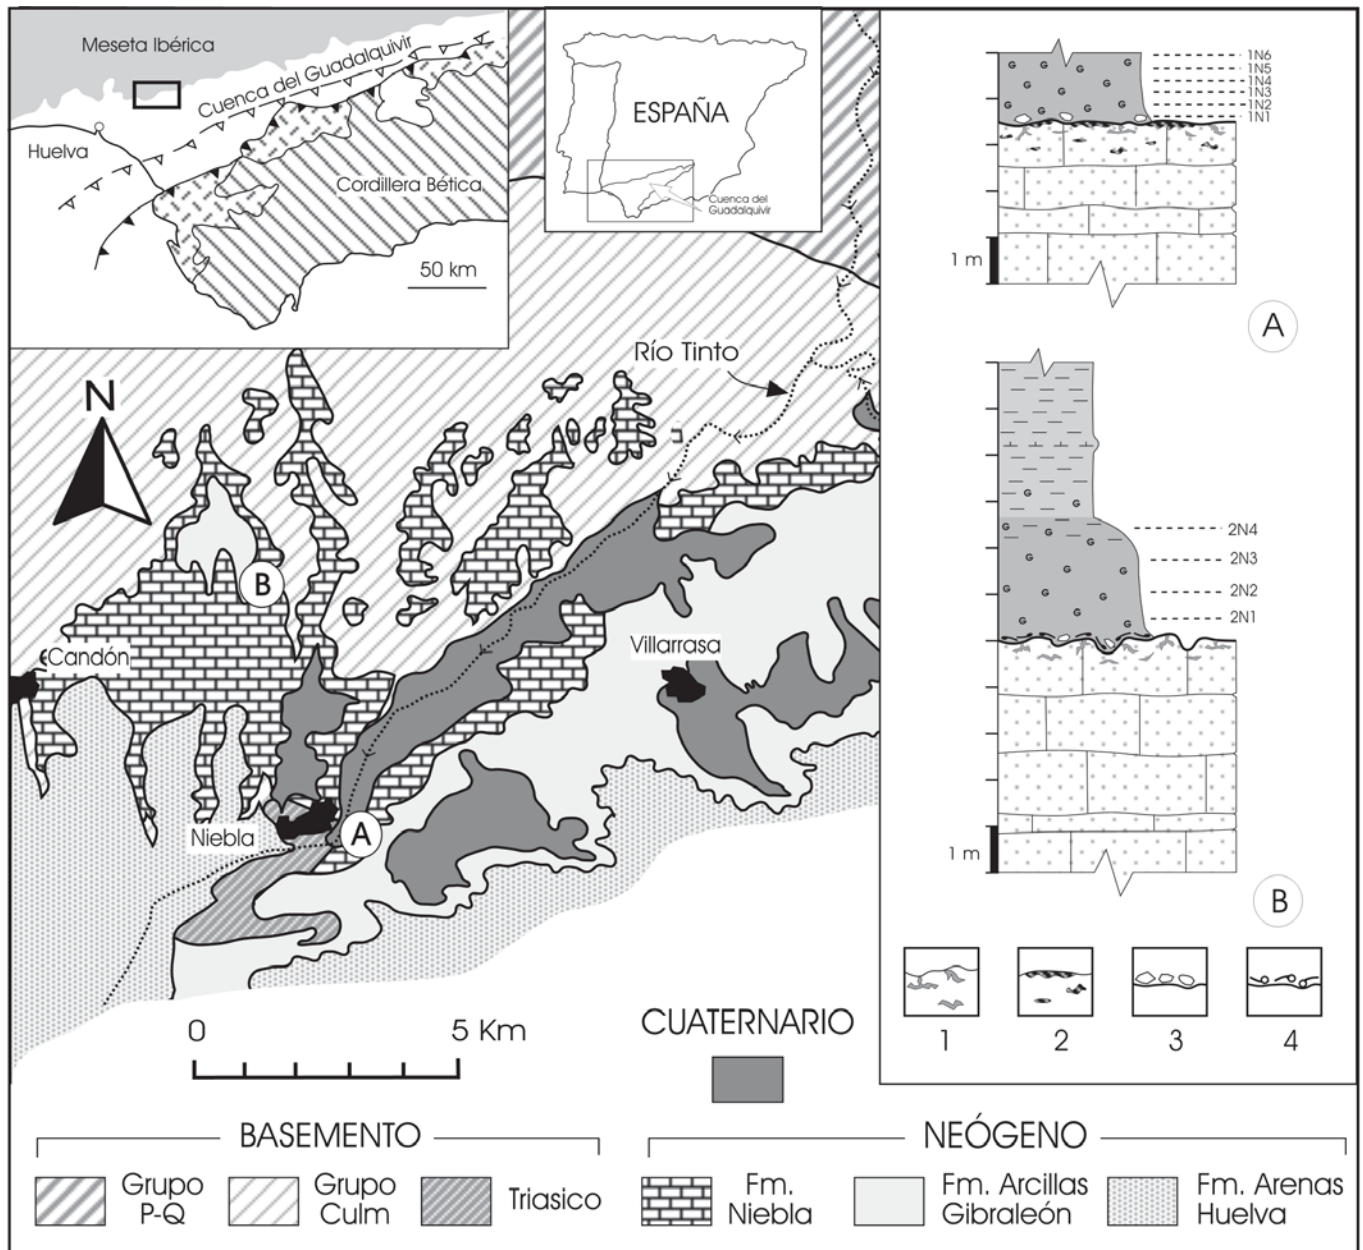 Meseta Ibérica
Cuenca del Guadalquivir
Huelva
Cordillera Bética
50 km
ESPAÑA
Cuenca del
Guadalquivir
1N6
1N5
1N4
1N3
1N2
1N1
1 m
A
N
Río Tinto
B
Candón
Villarrasa
Niebla
A
2N4
2N3
2N2
2N1
1 m
B
1 2 3 4
0 5 Km
CUATERNARIO
BASEMENTO
NEÓGENO
Grupo
P-Q
Grupo
Culm
Triasico
Fm.
Niebla
Fm. Arcillas
Gibraleón
Fm. Arenas
Huelva